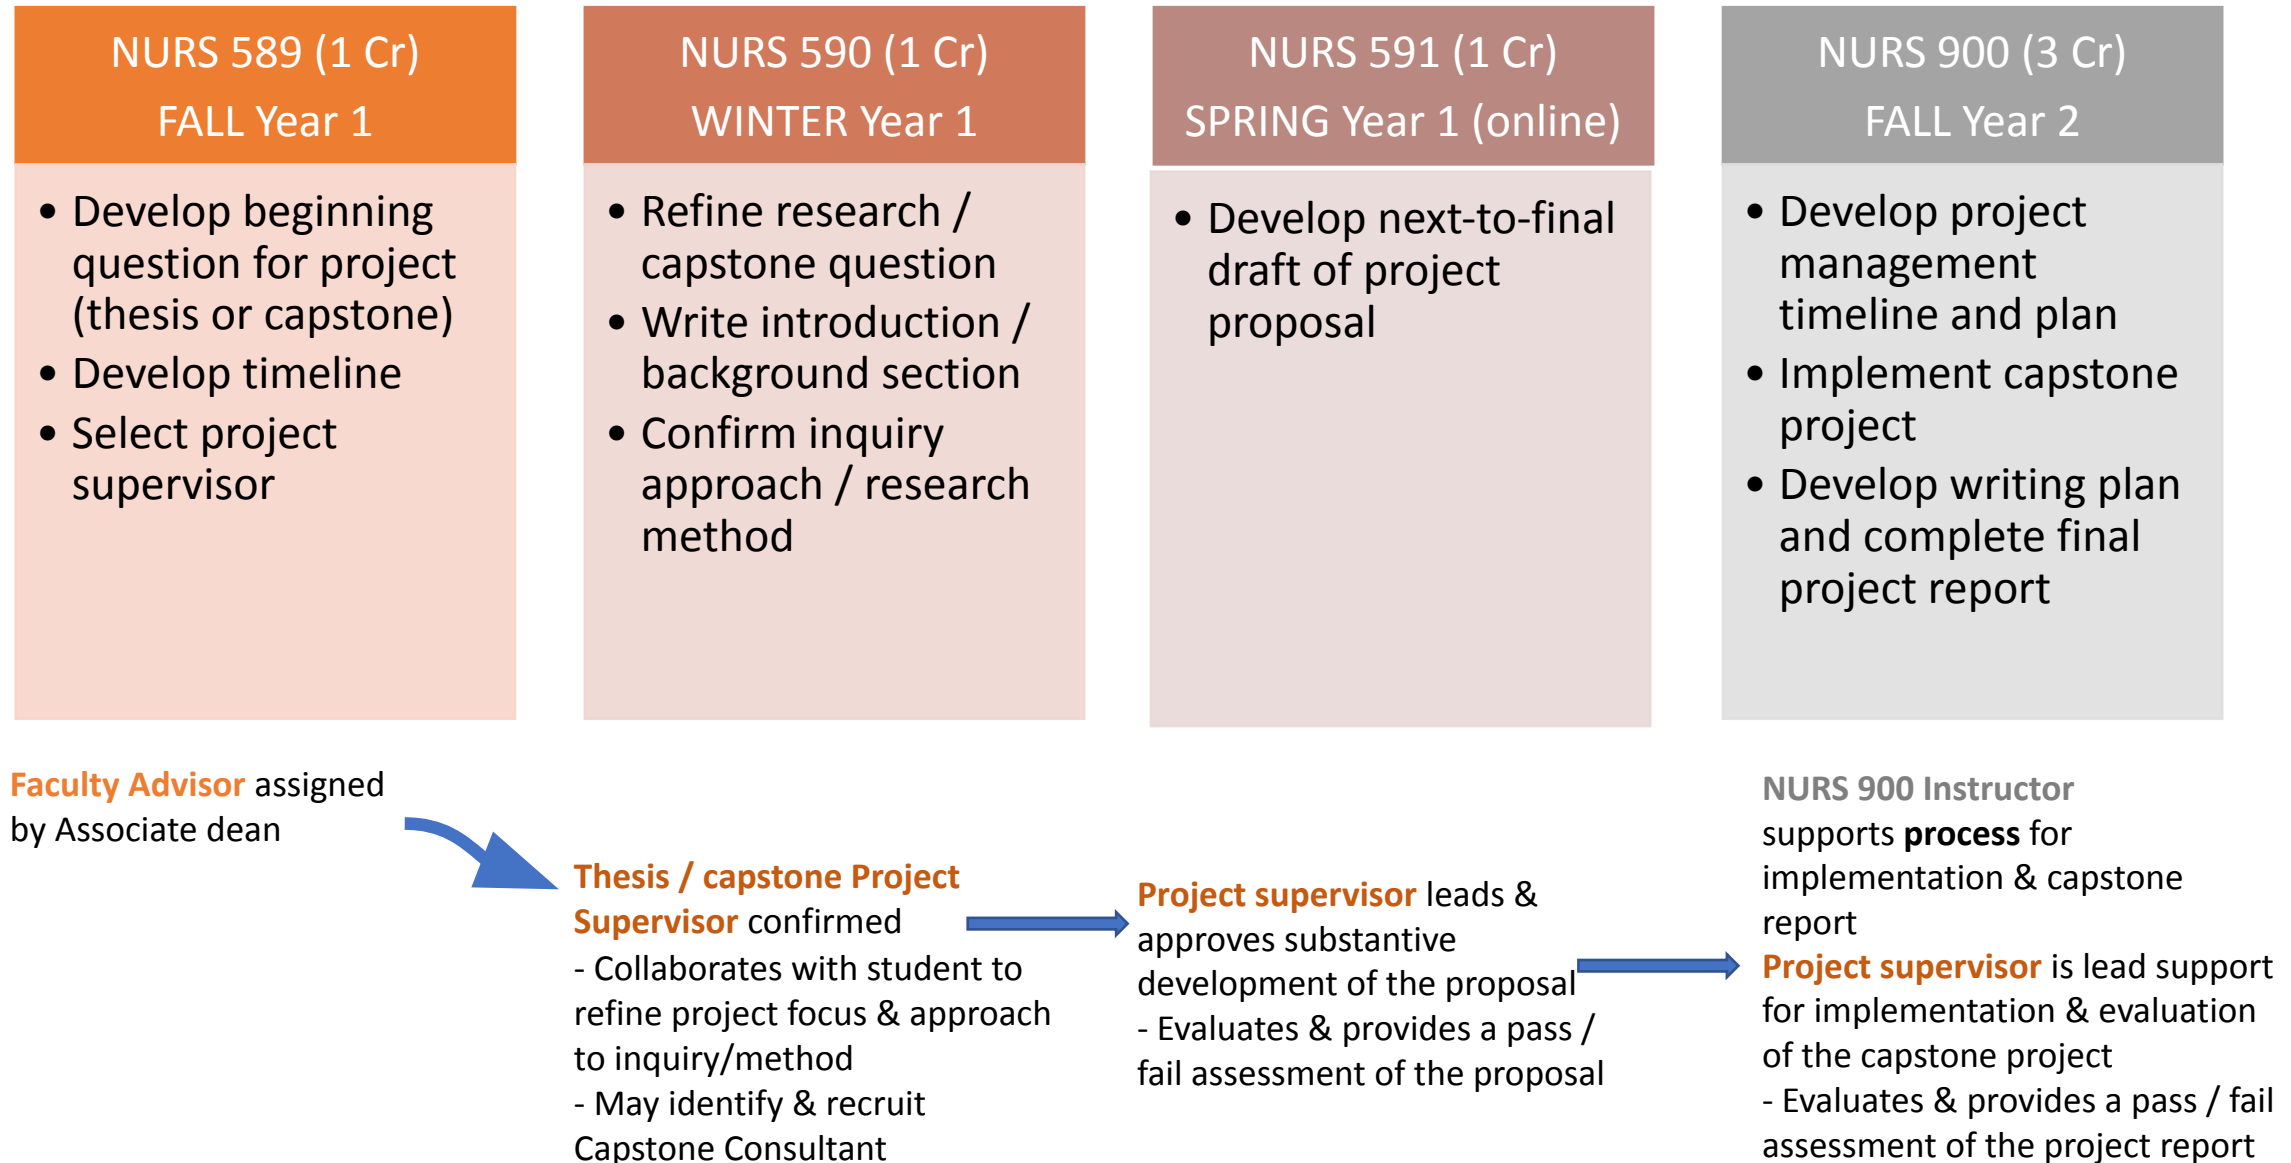 NURS 589 (1 Cr)
FALL Year 1
• Develop beginning
question for project
(thesis or capstone)
• Develop timeline
• Select project
supervisor
NURS 590 (1 Cr)
WINTER Year 1
• Refine research /
capstone question
• Write introduction /
background section
• Confirm inquiry
approach / research
method
NURS 591 (1 Cr)
SPRING Year 1 (online)
• Develop next-to-final
draft of project
proposal
NURS 900 (3 Cr)
FALL Year 2
• Develop project
management
timeline and plan
• Implement capstone
project
• Develop writing plan
and complete final
project report
Faculty Advisor assigned
by Associate dean
Thesis / capstone Project
Supervisor confirmed
- Collaborates with student to
refine project focus & approach
to inquiry/method
- May identify & recruit
Capstone Consultant
Project supervisor leads &
approves substantive
development of the proposal
- Evaluates & provides a pass /
fail assessment of the proposal
NURS 900 Instructor
supports process for
implementation & capstone
report
Project supervisor is lead support
for implementation & evaluation
of the capstone project
- Evaluates & provides a pass / fail
assessment of the project report